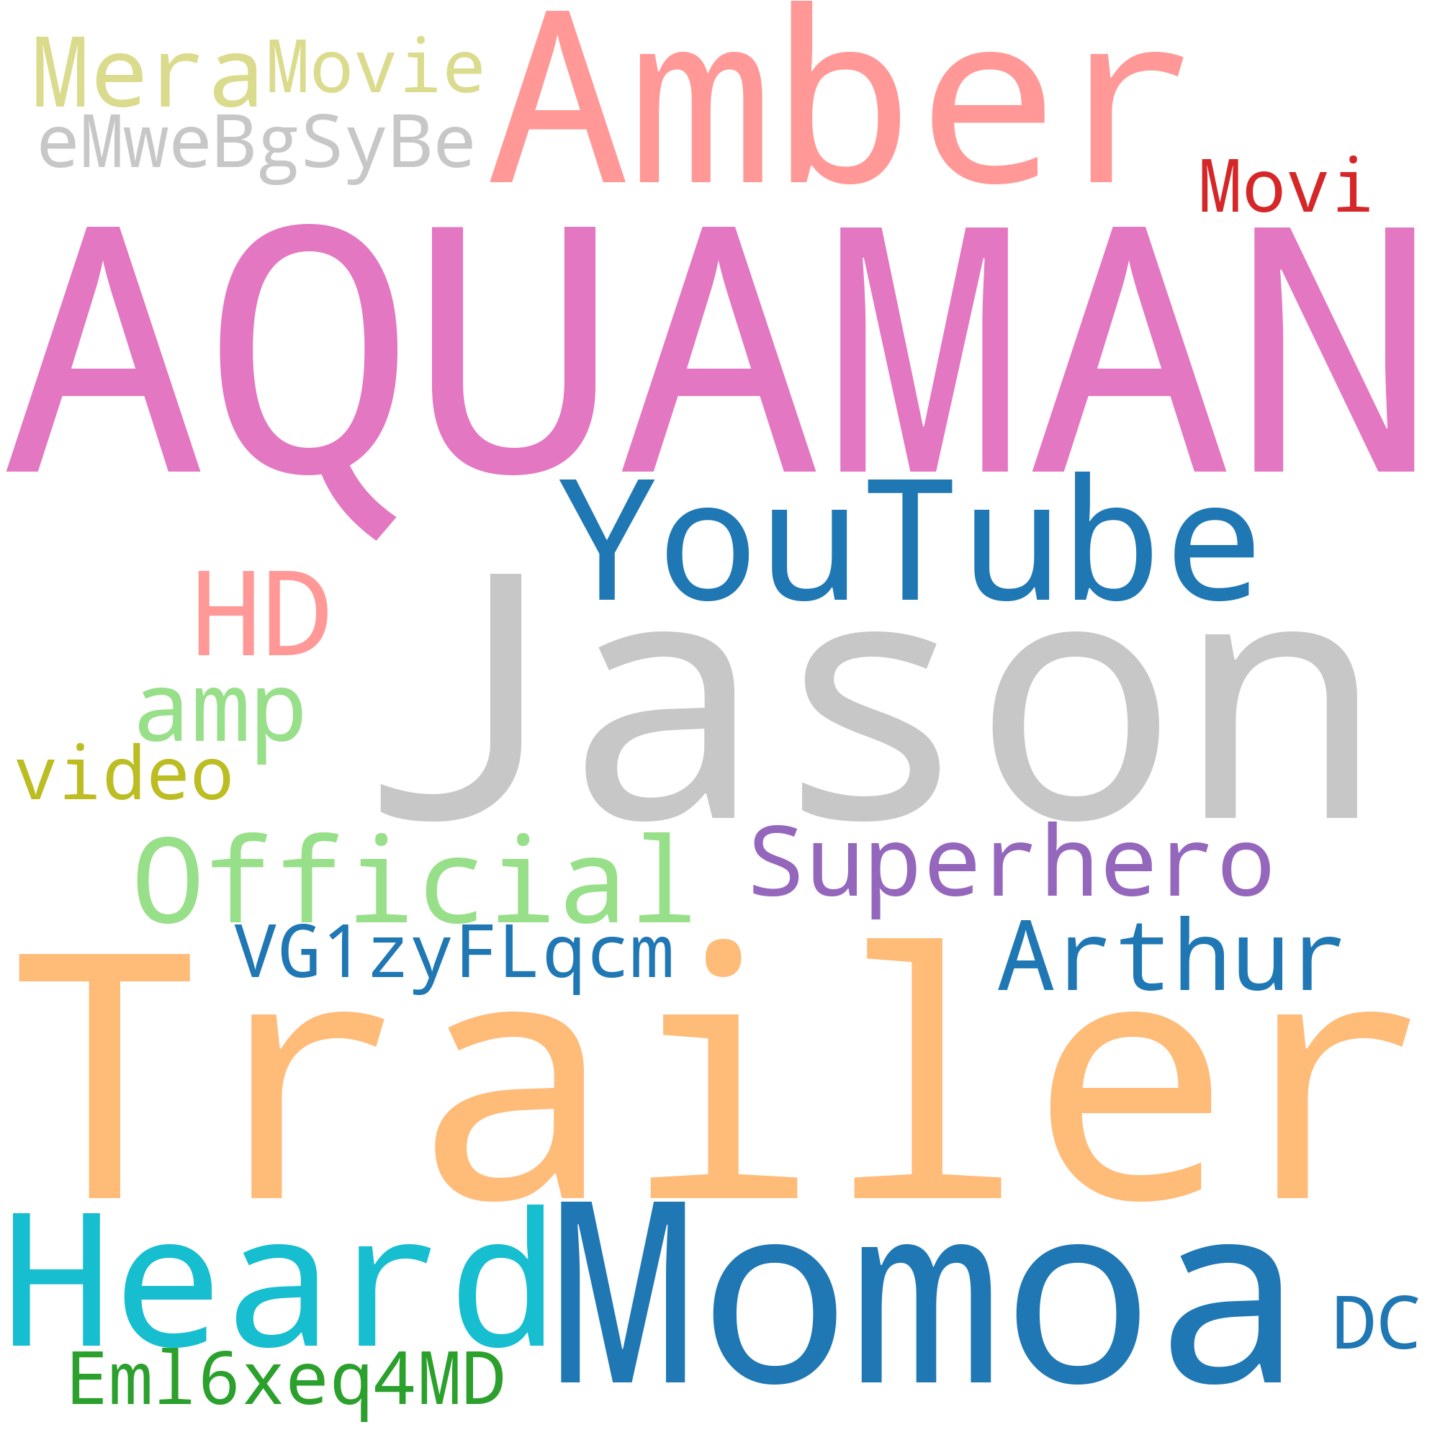 Mera Movie Amber
eMweBgSyBe
Movi
AQUAMAN
YouTube
HD
Jason
amp
video
Official Superhero
VG1zyFLqcm Arthur
Trailer
Heard Momoa
DC
Eml6xeq4MD